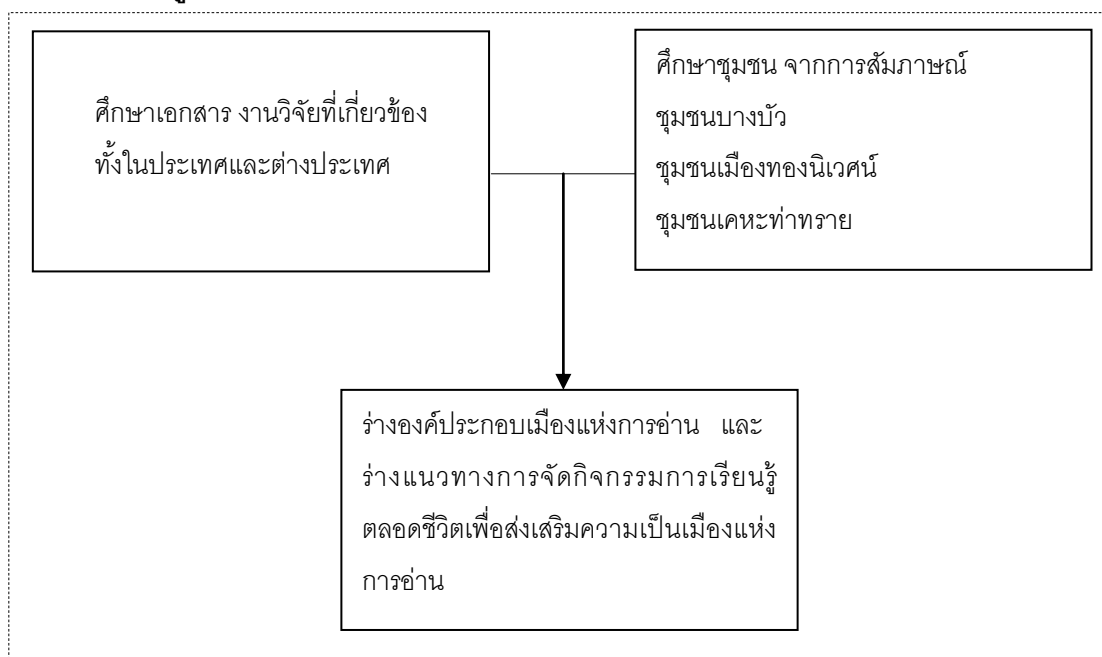 ศึกษาเอกสาร งานวิจัยที่เกี่ยวข้อง
ทั้งในประเทศและต่างประเทศ
ศึกษาชุมชน จากการสัมภาษณ์
ชุมชนบางบัว
ชุมชนเมืองทองนิเวศน์
ชุมชนเคหะท่าทราย
ร่างองค์ประกอบเมืองแห่งการอ่าน และ
ร่างแนวทางการจัดกิจกรรมการเรียนรู้
ตลอดชีวิตเพื่อส่งเสริมความเป็นเมืองแห่ง
การอ่าน